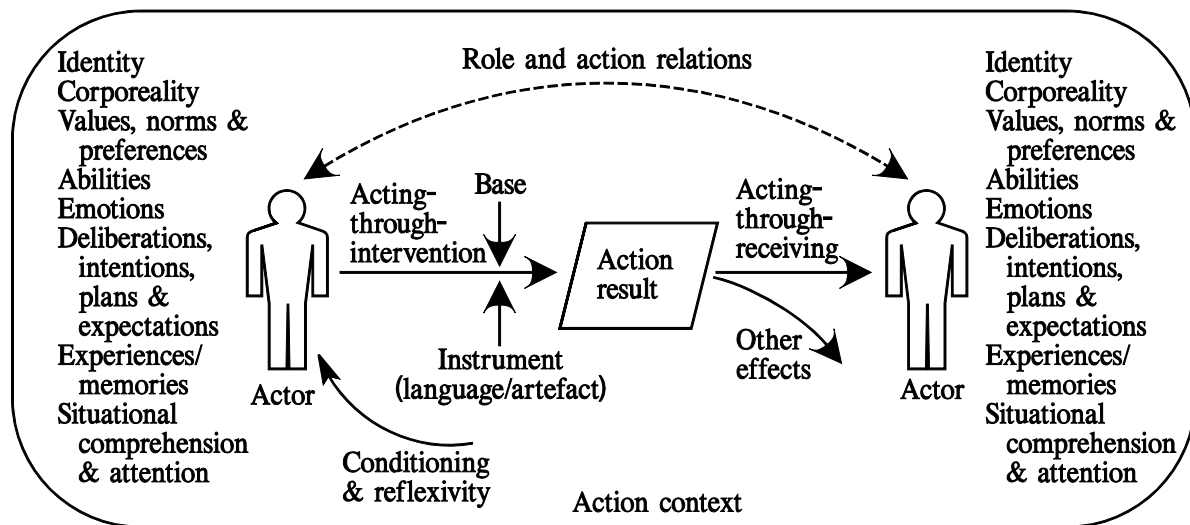 Role and action relations
Identity
Corporeality
Values, norms &
preferences
Abilities
Emotions
Deliberations,
intentions,
plans &
expectations
Experiences/
memories
Situational
comprehension
& attention
Actor
Acting-
through-
intervention
Base
Instrument
(language/artefact)
Conditioning
& reflexivity
Action
result
Acting-
through-
receiving
Other
effects
Actor
Identity
Corporeality
Values, norms &
preferences
Abilities
Emotions
Deliberations,
intentions,
plans &
expectations
Experiences/
memories
Situational
comprehension
& attention
Action context